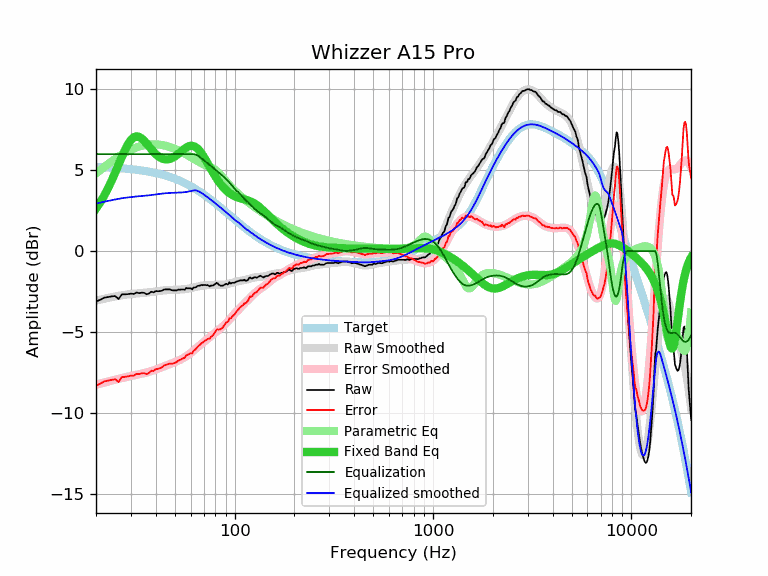 Whizzer A15 Pro
Amplitude (dBr)
10
5
0
−5
−10
−15
Target
Raw Smoothed
Error Smoothed
Raw
Error
Parametric Eq
Fixed Band Eq
Equalization
Equalized smoothed
100
1000
10000
Frequency (Hz)